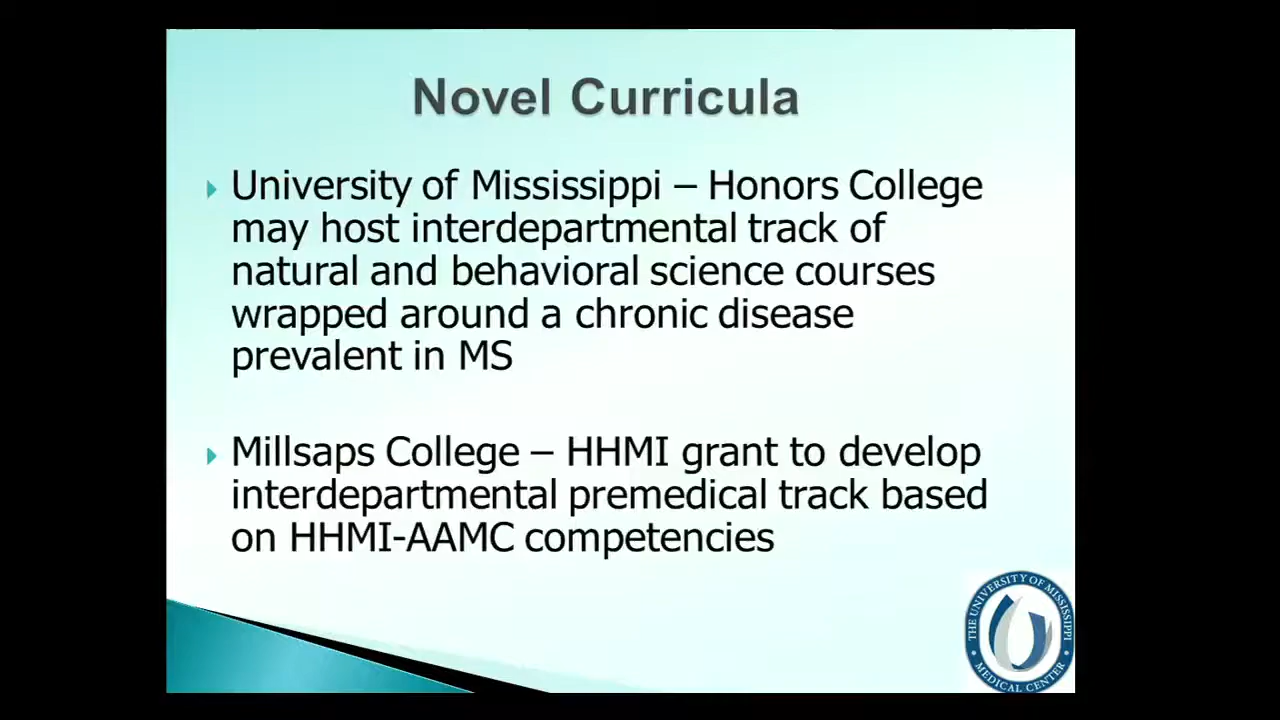 Novel Curricula
University of Mississippi – Honors College
may host interdepartmental track of
natural and behavioral science courses
wrapped around a chronic disease
prevalent in MS
Millsaps College – HHMI grant to develop
interdepartmental premedical track based
on HHMI-AAMC competencies
THE UNIVERSITY OF MISSISSIPPI
MEDICAL CENTER